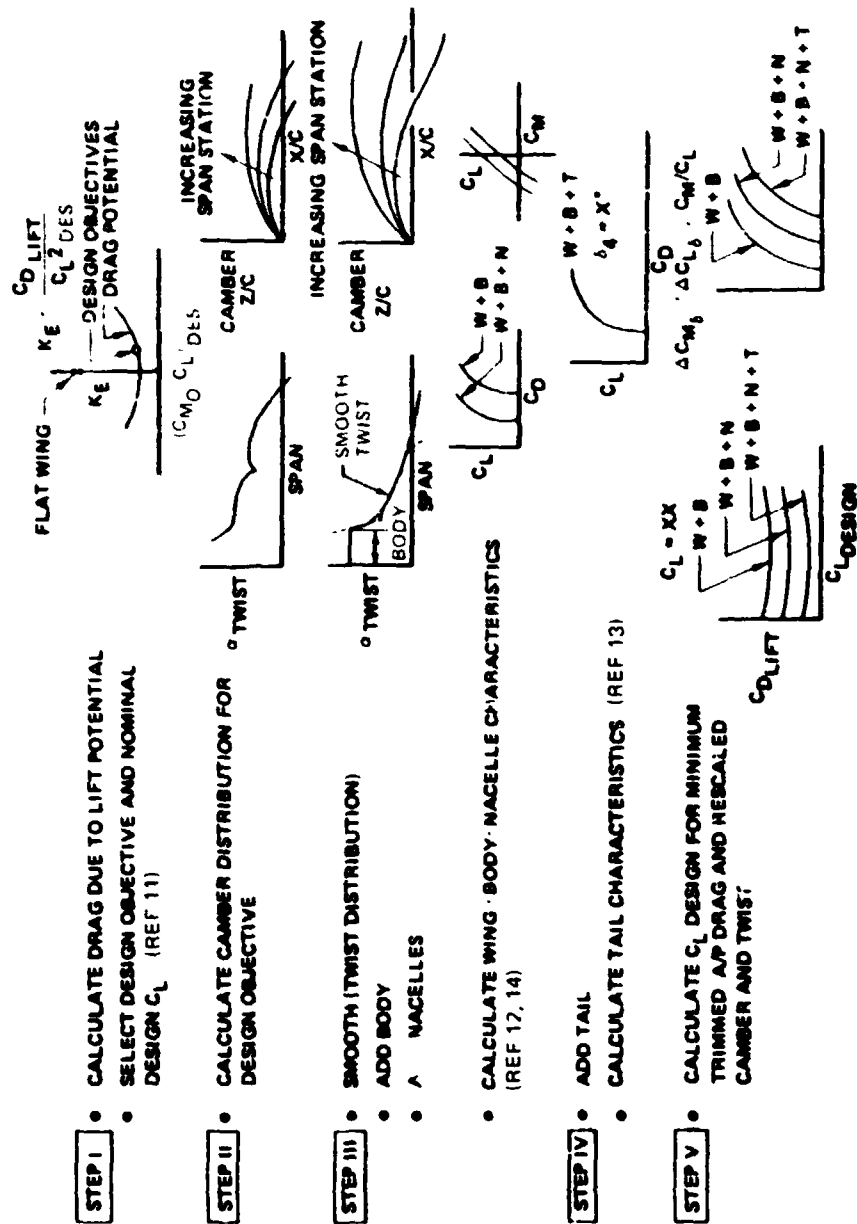 STEP I
• CALCULATE DRAG DUE TO LIFT POTENTIAL
• SELECT DESIGN OBJECTIVE AND NOMINAL
DESIGN C_L (REF 11)
FLAT WING
K_E
K_E · C_D LIFT / C_L² DES
DESIGN OBJECTIVES
DRAG POTENTIAL
(C_MO C_L) DES
STEP II
• CALCULATE CAMBER DISTRIBUTION FOR
DESIGN OBJECTIVE
α TWIST
SPAN
CAMBER
Z/C
INCREASING
SPAN STATION
X/C
STEP III
• SMOOTH (TWIST DISTRIBUTION)
• ADD BODY
• A NACELLES
α TWIST
SMOOTH
TWIST
BODY
SPAN
CAMBER
Z/C
INCREASING SPAN STATION
X/C
• CALCULATE WING · BODY · NACELLE CHARACTERISTICS
(REF 12, 14)
C_L
W + B
W + B + N
C_D
C_L
C_M
STEP IV
• ADD TAIL
• CALCULATE TAIL CHARACTERISTICS (REF 13)
C_L
W + B + T
δ_4 = X°
C_D
STEP V
• CALCULATE C_L DESIGN FOR MINIMUM
TRIMMED A/P DRAG AND RESCALED
CAMBER AND TWIST
C_D LIFT
C_L = XX
W + B
W + B + N
W + B + N + T
C_L DESIGN
ΔC_Mδ · ΔC_Lδ · C_M/C_L
W + B
W + B + N
W + B + N + T